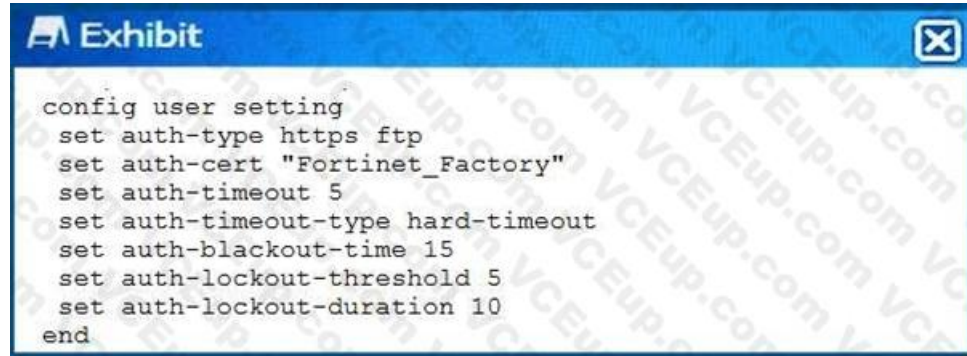 Exhibit
config user setting
set auth-type https ftp
set auth-cert "Fortinet_Factory"
set auth-timeout 5
set auth-timeout-type hard-timeout
set auth-blackout-time 15
set auth-lockout-threshold 5
set auth-lockout-duration 10
end